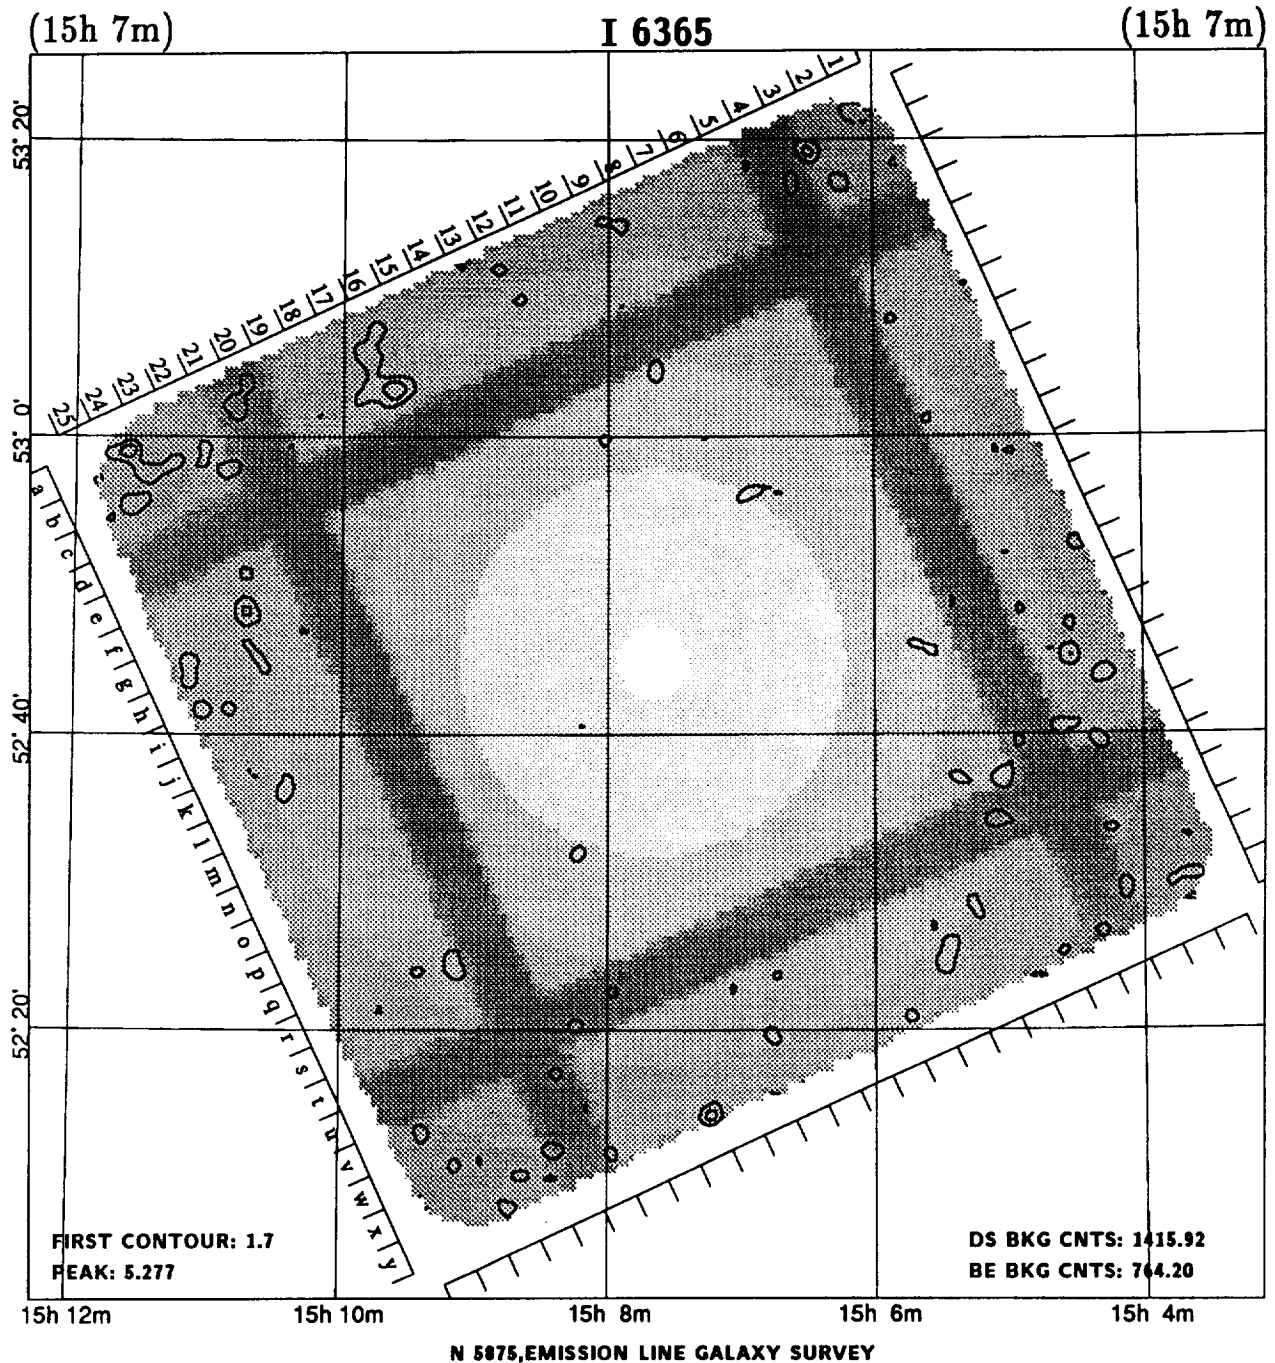 (15h 7m) I 6365 (15h 7m)
1 2 3 4 5 6 7 8 9 10 11 12 13 14 15 16 17 18 19 20 21 22 23 24 25
53° 20'
53° 0'
52° 40'
52° 20'
a b c d e f g h i j k l m n o p q r s t u v w x y
FIRST CONTOUR: 1.7
PEAK: 5.277
DS BKG CNTS: 1415.92
BE BKG CNTS: 764.20
15h 12m 15h 10m 15h 8m 15h 6m 15h 4m
N 5875,EMISSION LINE GALAXY SURVEY